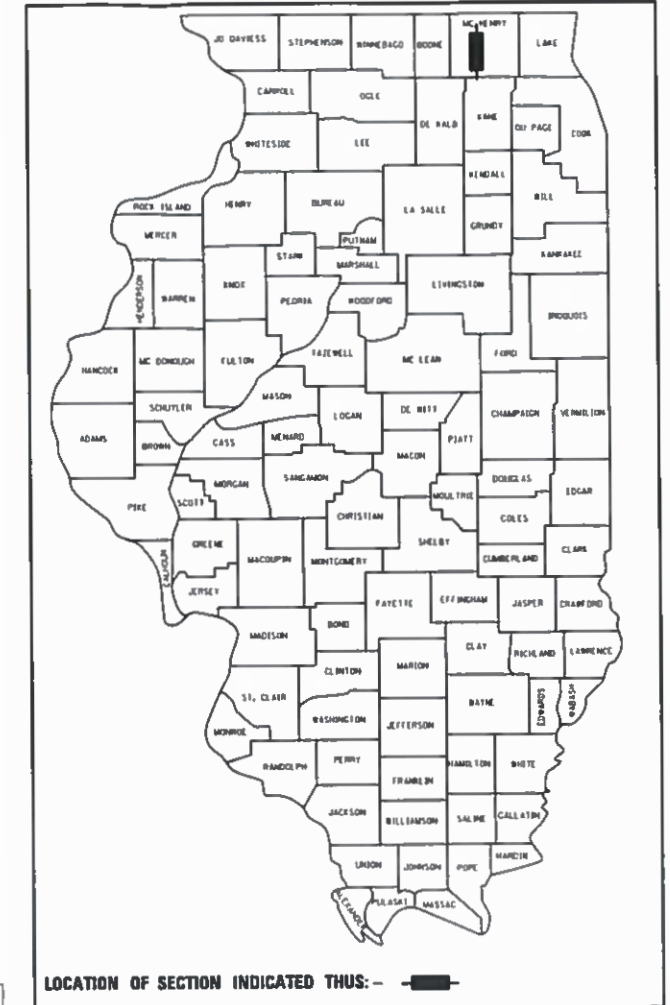 JO DAVIESS STEPHENSON WINNEBAGO BOONE MC HENRY LAKE
CARROLL OGLE DE KALB KANE DU PAGE COOK
WHITESIDE LEE KENDALL WILL
ROCK ISLAND HENRY BUREAU LA SALLE GRUNDY
MERCER PUTNAM KANKAKEE
STARK MARSHALL
HENDERSON WARREN KNOX PEORIA WOODFORD LIVINGSTON IROQUOIS
HANCOCK MC DONOUGH FULTON TAZEWELL MC LEAN FORD
SCHUYLER MASON LOGAN DE WITT CHAMPAIGN VERMILION
ADAMS BROWN CASS MENARD PIATT
MACON
MORGAN SANGAMON DOUGLAS EDGAR
PIKE SCOTT CHRISTIAN MOULTRIE COLES
GREENE MACOUPIN MONTGOMERY SHELBY CUMBERLAND CLARK
CALHOUN JERSEY FAYETTE EFFINGHAM JASPER CRAWFORD
MADISON BOND
CLAY RICHLAND LAWRENCE
CLINTON MARION
ST. CLAIR WAYNE EDWARDS WABASH
WASHINGTON JEFFERSON
MONROE
RANDOLPH PERRY HAMILTON WHITE
FRANKLIN
JACKSON WILLIAMSON SALINE GALLATIN
UNION JOHNSON POPE HARDIN
ALEXANDER PULASKI MASSAC
LOCATION OF SECTION INDICATED THUS: -